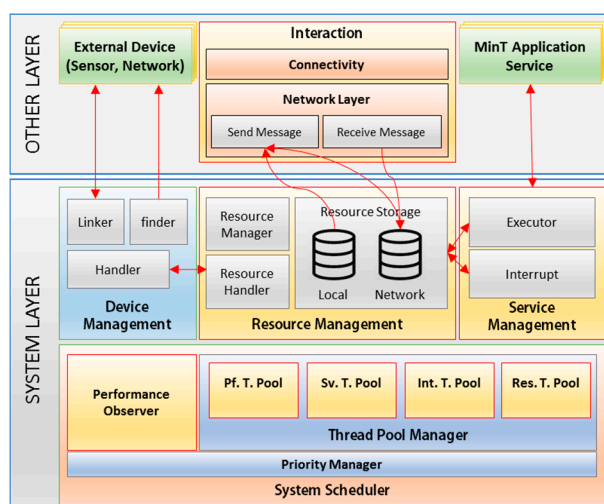 OTHER LAYER
External Device
(Sensor, Network)
Interaction
Connectivity
Network Layer
Send Message
Receive Message
MinT Application
Service
SYSTEM LAYER
Linker
finder
Handler
Device
Management
Resource
Manager
Resource
Handler
Resource Storage
Local
Network
Resource Management
Executor
Interrupt
Service
Management
Performance
Observer
Pf. T. Pool
Sv. T. Pool
Int. T. Pool
Res. T. Pool
Thread Pool Manager
Priority Manager
System Scheduler